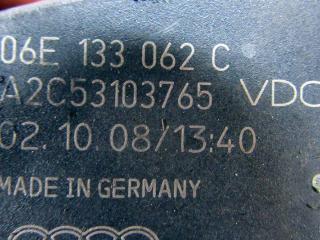 06E 133 062 C
A2C53103765 VDO
02.10.08/13:40
MADE IN GERMANY